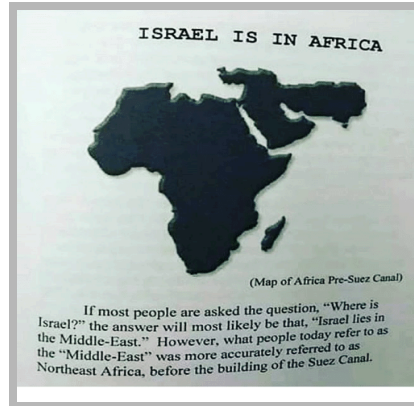 ISRAEL IS IN AFRICA
(Map of Africa Pre-Suez Canal)
If most people are asked the question, “Where is
Israel?” the answer will most likely be that, “Israel lies in
the Middle-East.” However, what people today refer to as
the “Middle-East” was more accurately referred to as
Northeast Africa, before the building of the Suez Canal.